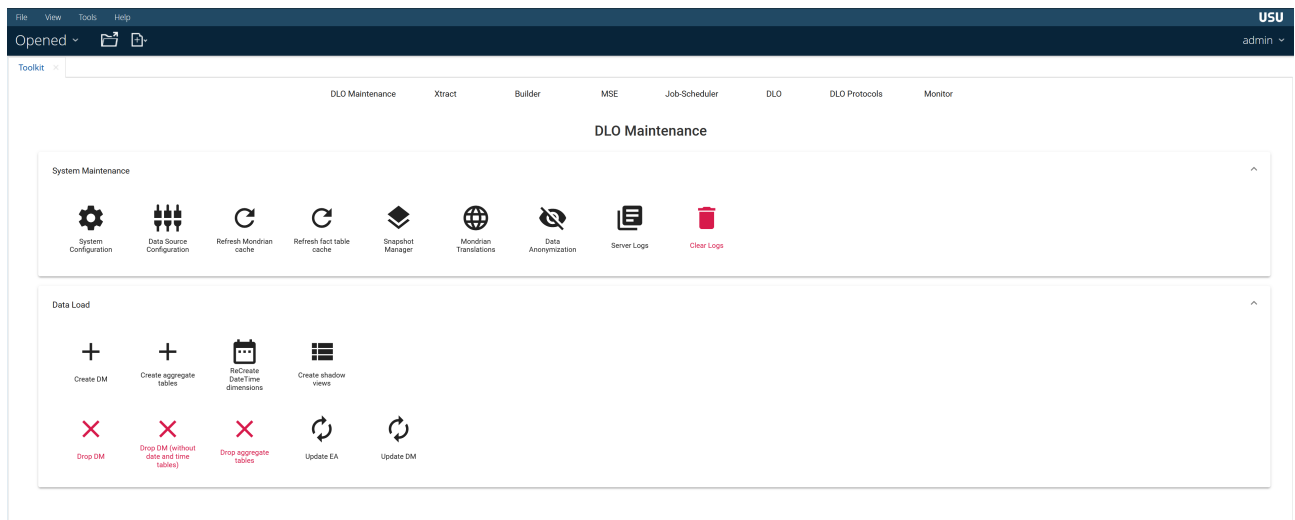 File View Tools Help USU
Opened admin
Toolkit
DLO Maintenance Xtract Builder MSE Job-Scheduler DLO DLO Protocols Monitor
DLO Maintenance
System Maintenance
System Configuration
Data Source Configuration
Refresh Mondrian cache
Refresh fact table cache
Snapshot Manager
Mondrian Translations
Data Anonymization
Server Logs
Clear Logs
Data Load
Create DM
Create aggregate tables
ReCreate DateTime dimensions
Create shadow views
Drop DM
Drop DM (without date and time tables)
Drop aggregate tables
Update EA
Update DM